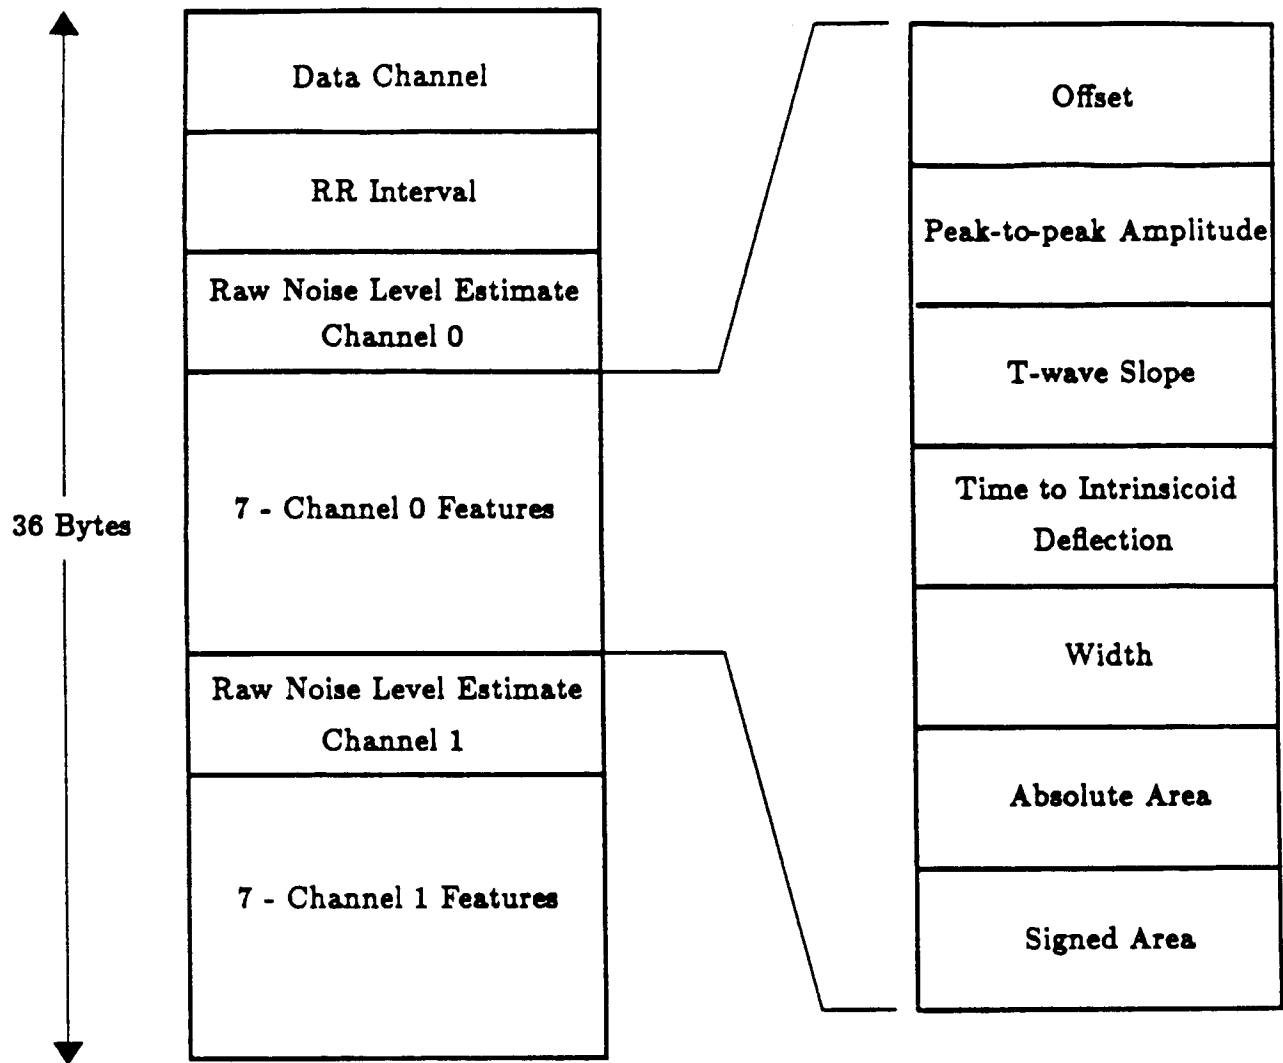 36 Bytes
Data Channel
RR Interval
Raw Noise Level Estimate
Channel 0
7 - Channel 0 Features
Raw Noise Level Estimate
Channel 1
7 - Channel 1 Features
Offset
Peak-to-peak Amplitude
T-wave Slope
Time to Intrinsicoid
Deflection
Width
Absolute Area
Signed Area